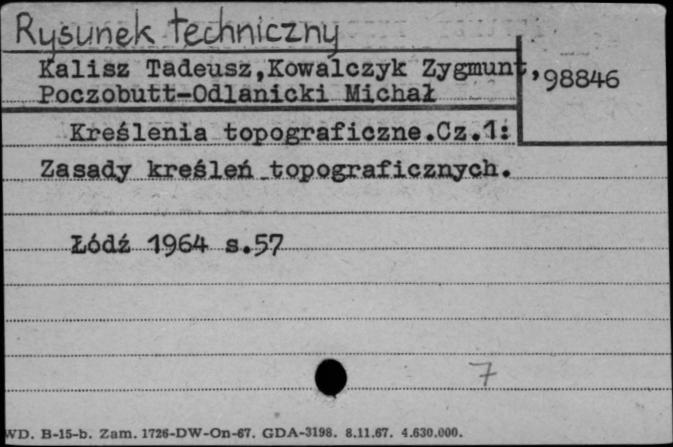 Rysunek techniczny
Kalisz Tadeusz,Kowalczyk Zygmunt,
98846
Poczobutt-Odlanicki Michał
Kreślenia topograficzne.Cz.1:
Zasady kreśleń topograficznych.
Łódź 1964 s.57
7
WD. B-15-b. Zam. 1726-DW-On-67. GDA-3198. 8.11.67. 4.630.000.